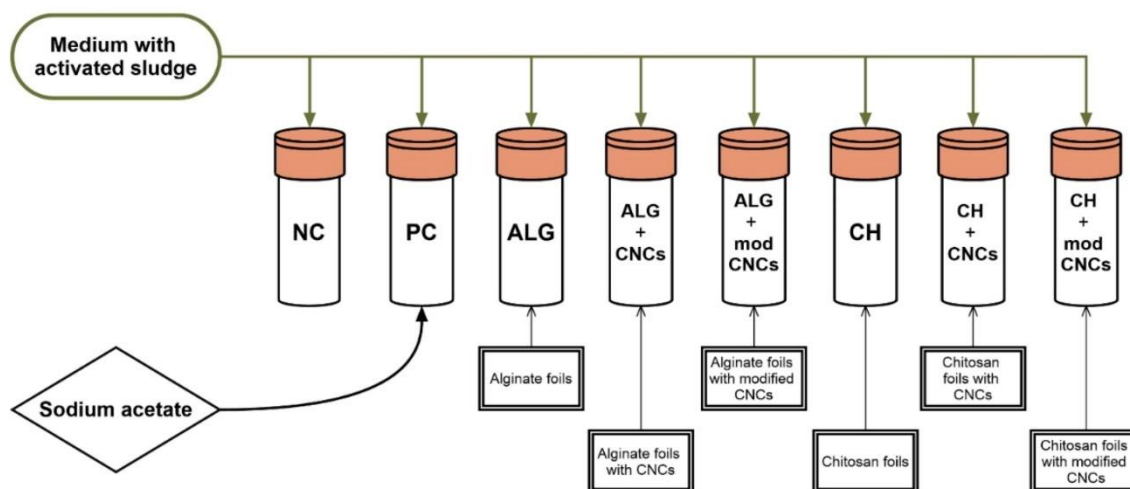 Medium with
activated sludge
NC
PC
ALG
ALG
+
CNCs
ALG
+
mod
CNCs
CH
CH
+
CNCs
CH
+
mod
CNCs
Sodium acetate
Alginate foils
Alginate foils
with CNCs
Alginate foils
with modified
CNCs
Chitosan foils
Chitosan
foils with
CNCs
Chitosan foils
with modified
CNCs